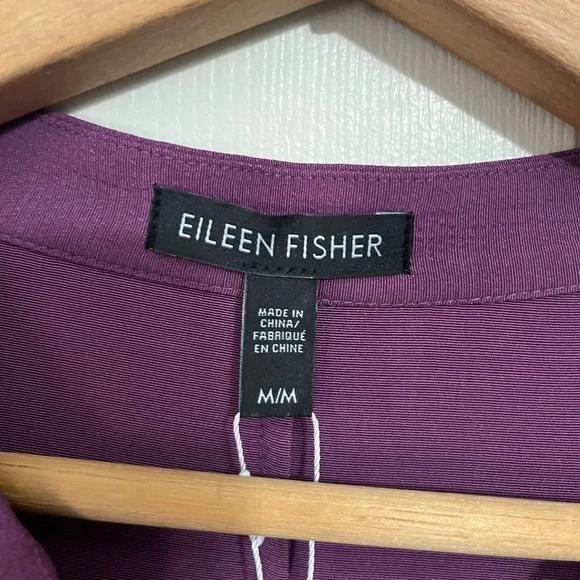 EILEEN FISHER
MADE IN
CHINA/
FABRIQUÉ
EN CHINE
M/M